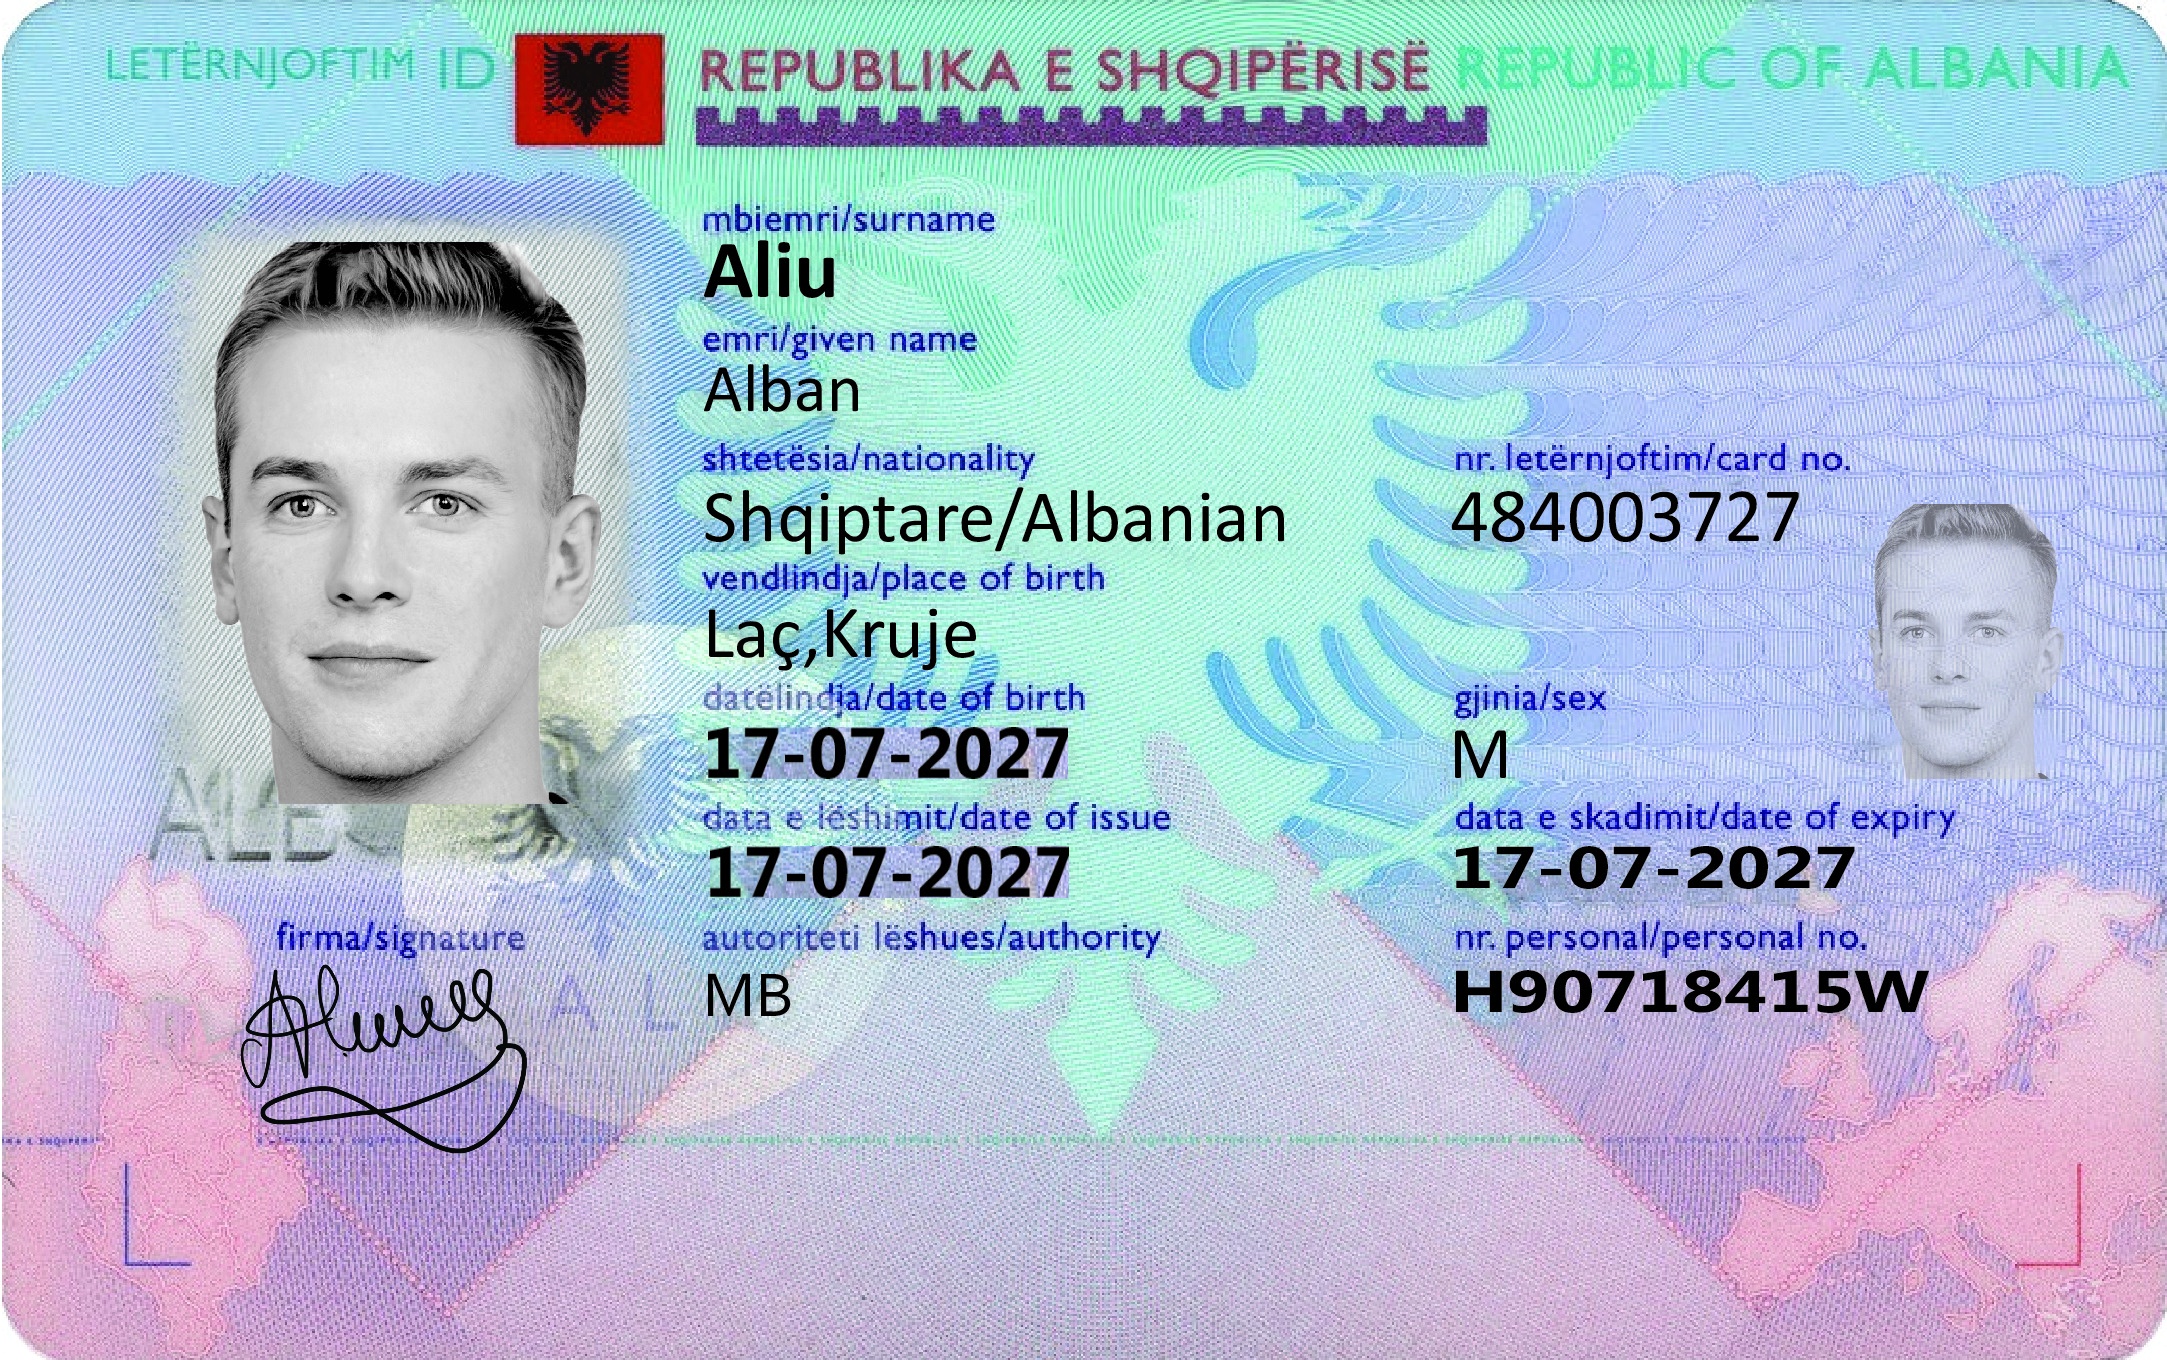 LETËRNJOFTIM ID REPUBLIKA E SHQIPËRISË REPUBLIC OF ALBANIA
mbiemri/surname
Aliu
emri/given name
Alban
shtetësia/nationality nr. letërnjoftim/card no.
Shqiptare/Albanian 484003727
vendlindja/place of birth
Laç,Kruje
datëlindja/date of birth gjinia/sex
17-07-2027 M
data e lëshimit/date of issue data e skadimit/date of expiry
17-07-2027 17-07-2027
firma/signature autoriteti lëshues/authority nr. personal/personal no.
MB H90718415W